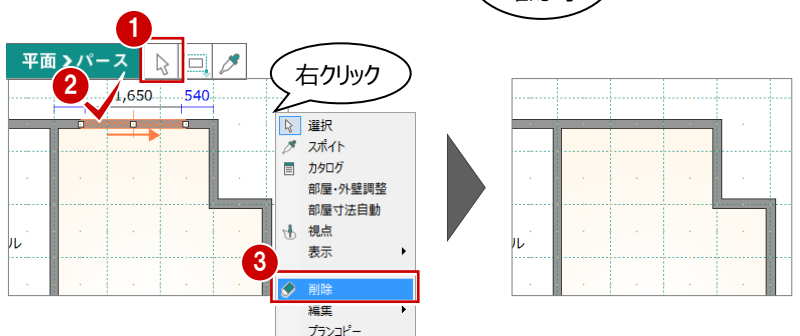 1
平面 > パース
2
1,650 540
右クリック
選択
スポイト
カタログ
部屋・外壁調整
部屋寸法自動
視点
表示
3
削除
編集
プランコピー
ル
ル